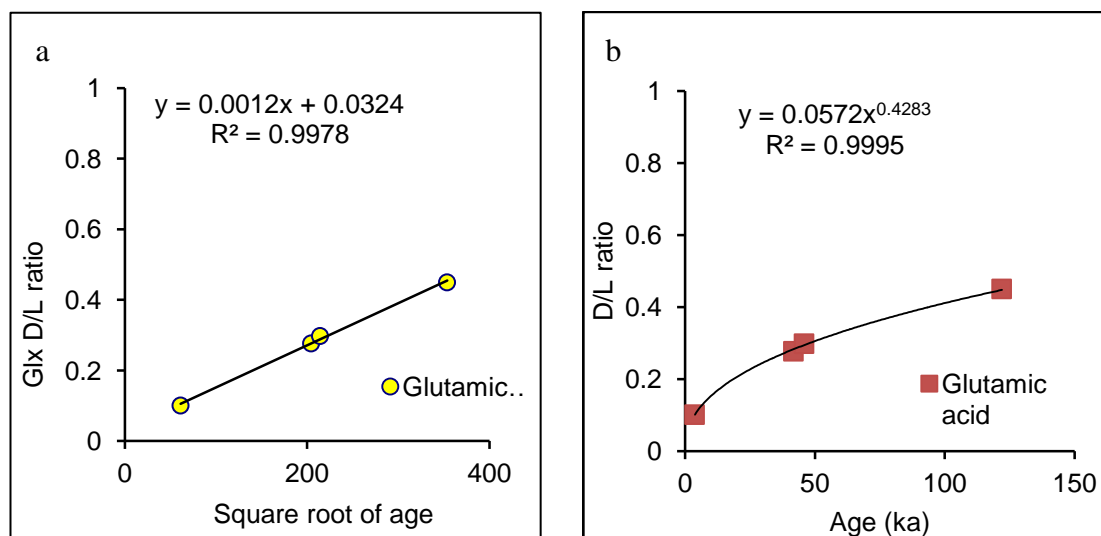 a
y = 0.0012x + 0.0324
R² = 0.9978
1
0.8
0.6
0.4
0.2
0
0
200
400
Glx D/L ratio
Square root of age
Glutamic..
b
y = 0.0572x^0.4283
R² = 0.9995
1
0.8
0.6
0.4
0.2
0
0
50
100
150
D/L ratio
Age (ka)
Glutamic
acid